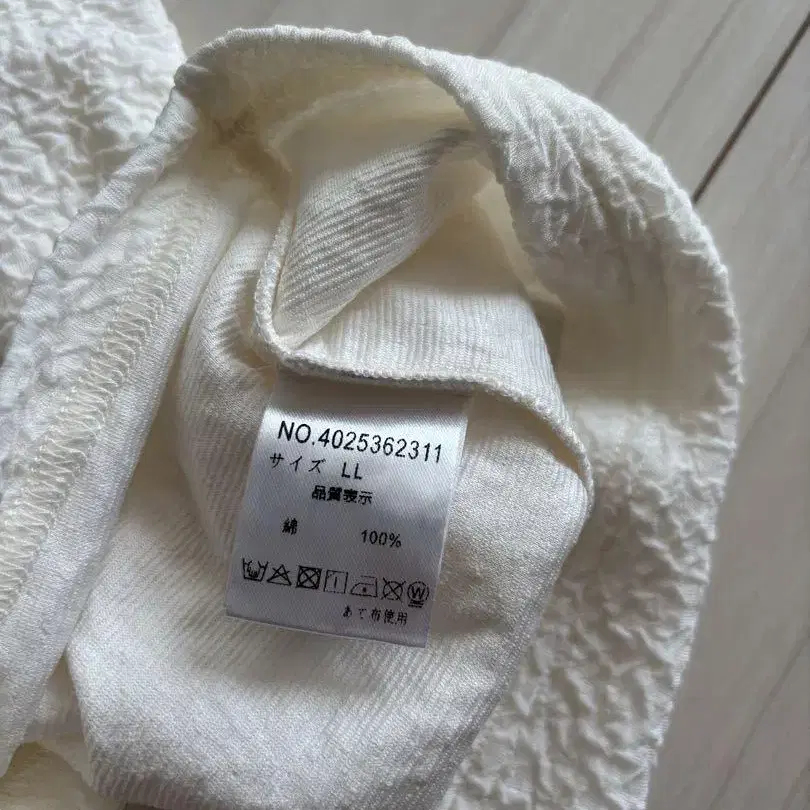 NO.4025362311
サイズ LL
品質表示
綿 100%
W
あて布使用